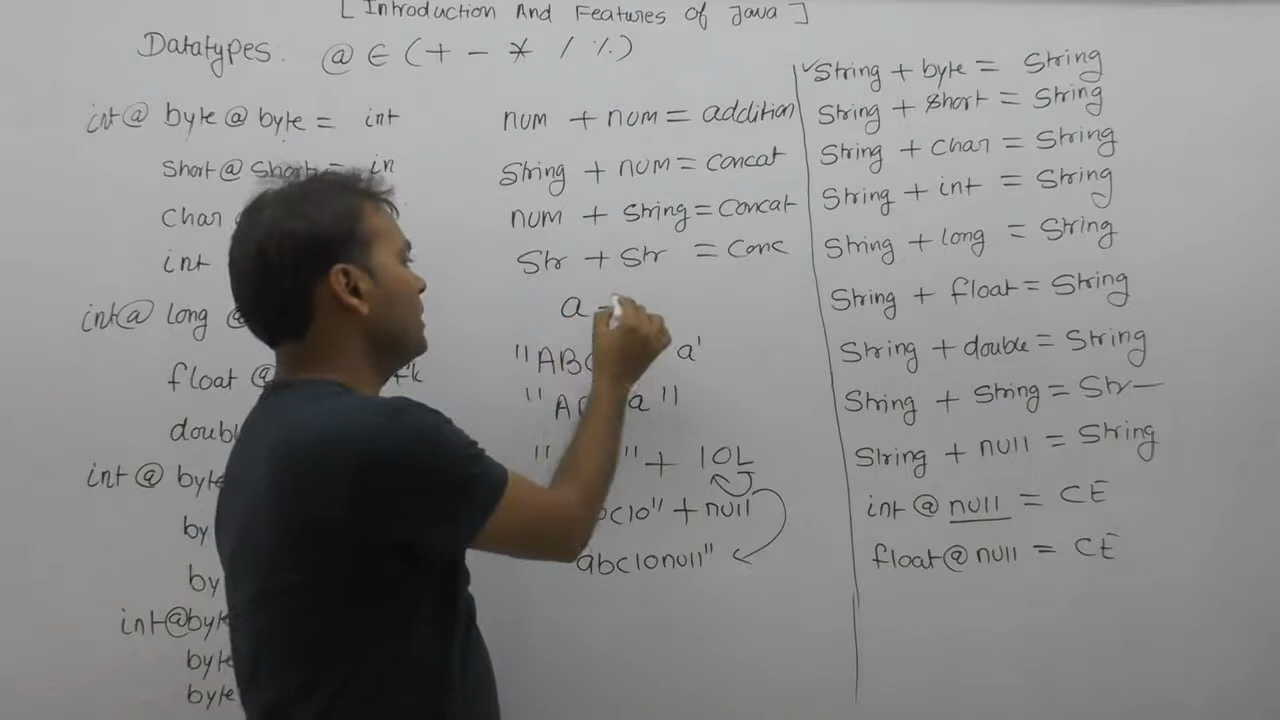 [ Introduction And Features of Java ]
Datatypes. @ ∈ (+ - * / %)
int@ byte@byte = int
short@short = in
char
int
int@ long @
float @
doub
int @ byte
by
by
int@byte
byte
byte
num + num = addition
String + num = concat
num + string = concat
Str + Str = conc
a -
"ABC a'
" A a "
" " + 10L
bc10" + null
abc10null"
✓String + byte = String
String + short = String
String + char = String
String + int = String
String + long = String
String + float = String
String + double = String
String + String = Str—
String + null = String
int @ null = CE
float@null = CE